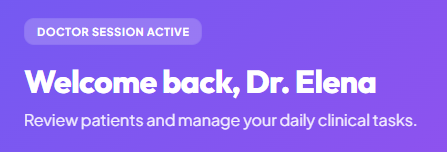 DOCTOR SESSION ACTIVE
Welcome back, Dr. Elena
Review patients and manage your daily clinical tasks.